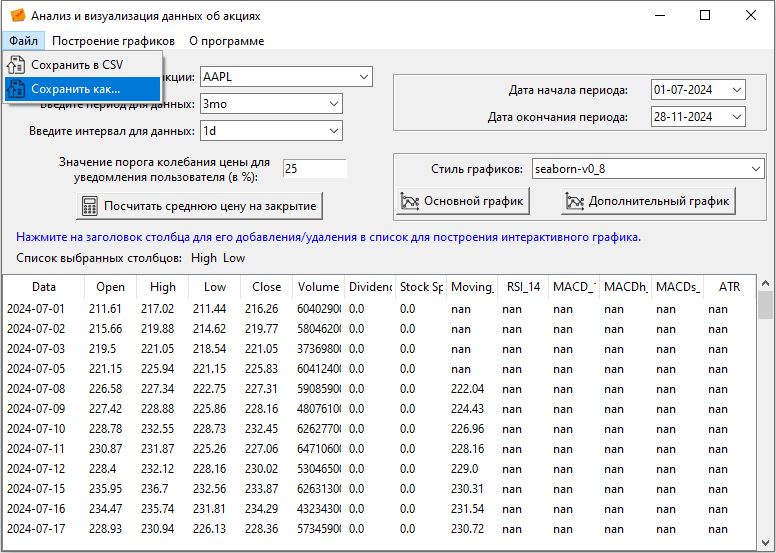 Анализ и визуализация данных об акциях
Файл Построение графиков О программе
Сохранить в CSV
Сохранить как...
акции: AAPL
Введите период для данных: 3mo
Введите интервал для данных: 1d
Дата начала периода: 01-07-2024
Дата окончания периода: 28-11-2024
Значение порога колебания цены для
уведомления пользователя (в %): 25
Стиль графиков: seaborn-v0_8
Посчитать среднюю цену на закрытие
Основной график Дополнительный график
Нажмите на заголовок столбца для его добавления/удаления в список для построения интерактивного графика.
Список выбранных столбцов: High Low
Data Open High Low Close Volume Dividend Stock Sp Moving_ RSI_14 MACD_1 MACDh_ MACDs_ ATR
2024-07-01 211.61 217.02 211.44 216.26 60402900 0.0 0.0 nan nan nan nan nan nan
2024-07-02 215.66 219.88 214.62 219.77 58046200 0.0 0.0 nan nan nan nan nan nan
2024-07-03 219.5 221.05 218.54 221.05 37369800 0.0 0.0 nan nan nan nan nan nan
2024-07-05 221.15 225.94 221.15 225.83 60412400 0.0 0.0 nan nan nan nan nan nan
2024-07-08 226.58 227.34 222.75 227.31 59085900 0.0 0.0 222.04 nan nan nan nan nan
2024-07-09 227.42 228.88 225.86 228.16 48076100 0.0 0.0 224.43 nan nan nan nan nan
2024-07-10 228.78 232.55 228.73 232.45 62627700 0.0 0.0 226.96 nan nan nan nan nan
2024-07-11 230.87 231.87 225.26 227.06 64710600 0.0 0.0 228.16 nan nan nan nan nan
2024-07-12 228.4 232.12 228.16 230.02 53046500 0.0 0.0 229.0 nan nan nan nan nan
2024-07-15 235.95 236.7 232.56 233.87 62631300 0.0 0.0 230.31 nan nan nan nan nan
2024-07-16 234.47 235.74 231.81 234.29 43234300 0.0 0.0 231.54 nan nan nan nan nan
2024-07-17 228.93 230.94 226.13 228.36 57345900 0.0 0.0 230.72 nan nan nan nan nan